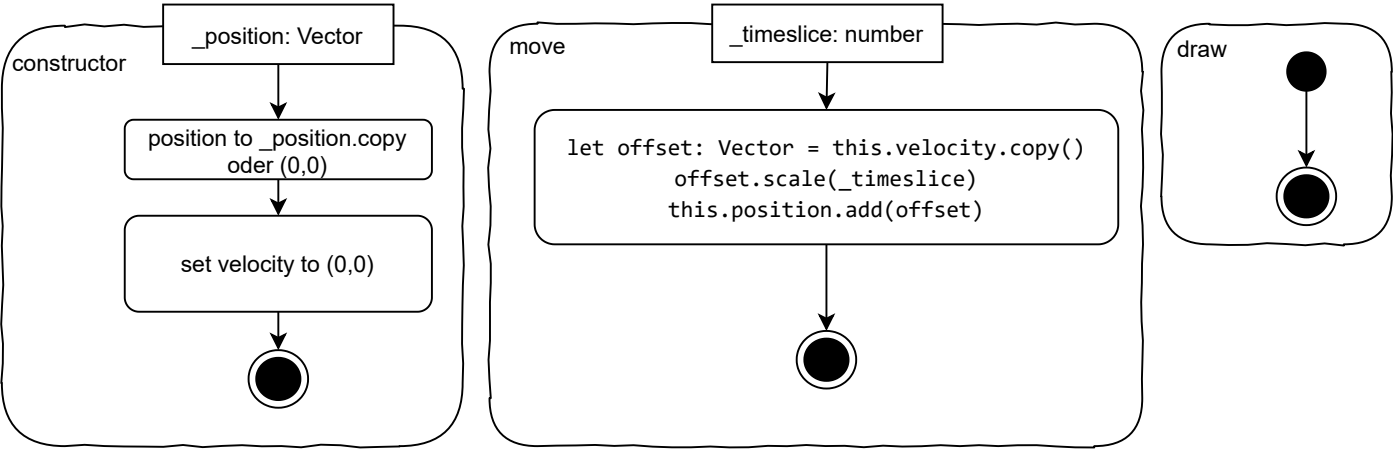 _position: Vector
constructor
position to _position.copy
oder (0,0)
set velocity to (0,0)
_timeslice: number
move
let offset: Vector = this.velocity.copy()
offset.scale(_timeslice)
this.position.add(offset)
draw